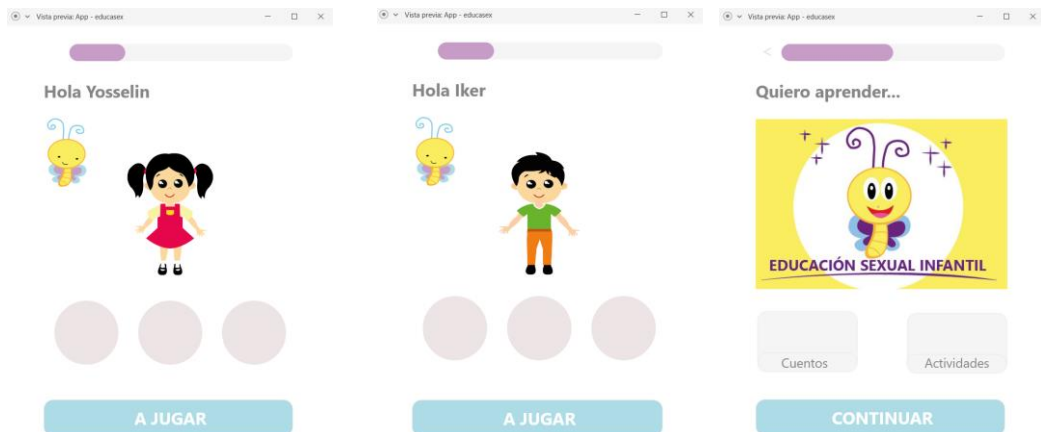 Vista previa: App - educasex
Hola Yosselin
A JUGAR
Vista previa: App - educasex
Hola Iker
A JUGAR
Vista previa: App - educasex
<
Quiero aprender...
EDUCACIÓN SEXUAL INFANTIL
Cuentos
Actividades
CONTINUAR